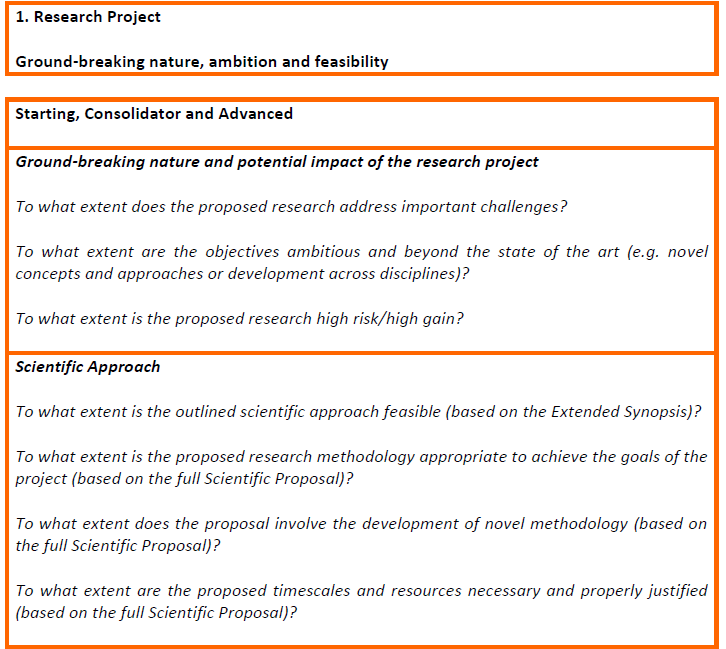 1. Research Project
Ground-breaking nature, ambition and feasibility
Starting, Consolidator and Advanced
Ground-breaking nature and potential impact of the research project
To what extent does the proposed research address important challenges?
To what extent are the objectives ambitious and beyond the state of the art (e.g. novel
concepts and approaches or development across disciplines)?
To what extent is the proposed research high risk/high gain?
Scientific Approach
To what extent is the outlined scientific approach feasible (based on the Extended Synopsis)?
To what extent is the proposed research methodology appropriate to achieve the goals of the
project (based on the full Scientific Proposal)?
To what extent does the proposal involve the development of novel methodology (based on
the full Scientific Proposal)?
To what extent are the proposed timescales and resources necessary and properly justified
(based on the full Scientific Proposal)?